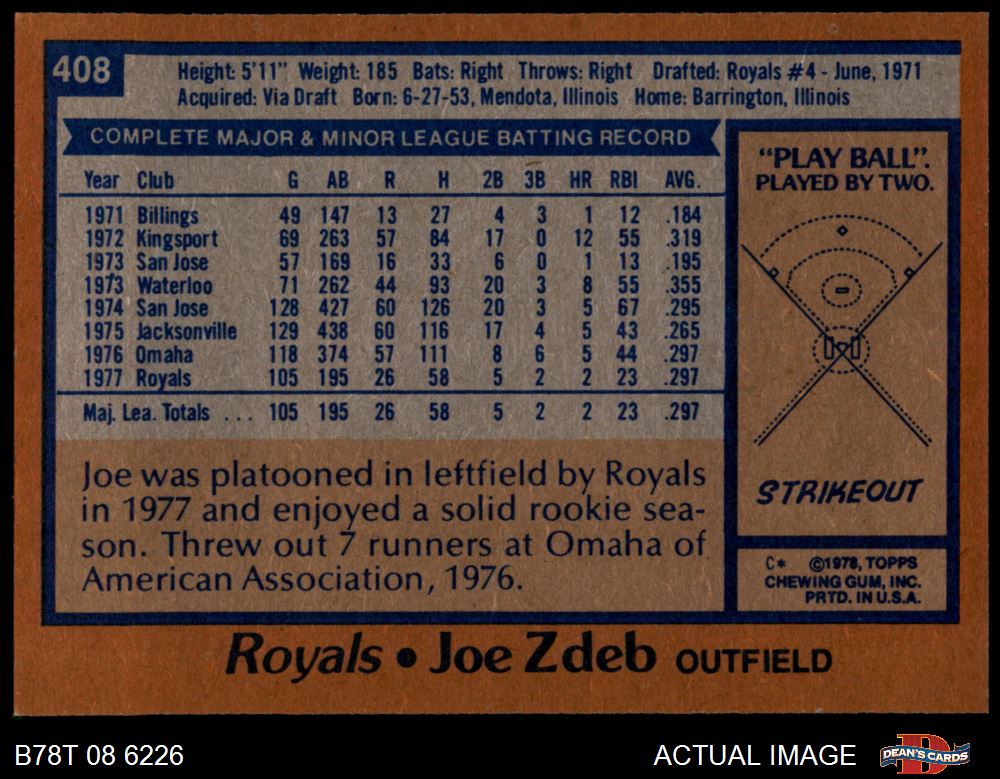 408
Height: 5'11" Weight: 185 Bats: Right Throws: Right Drafted: Royals #4 - June, 1971
Acquired: Via Draft Born: 6-27-53, Mendota, Illinois Home: Barrington, Illinois
COMPLETE MAJOR & MINOR LEAGUE BATTING RECORD
Year Club G AB R H 2B 3B HR RBI AVG.
1971 Billings 49 147 13 27 4 3 1 12 .184
1972 Kingsport 69 263 57 84 17 0 12 55 .319
1973 San Jose 57 169 16 33 6 0 1 13 .195
1973 Waterloo 71 262 44 93 20 3 8 55 .355
1974 San Jose 128 427 60 126 20 3 5 67 .295
1975 Jacksonville 129 438 60 116 17 4 5 43 .265
1976 Omaha 118 374 57 111 8 6 5 44 .297
1977 Royals 105 195 26 58 5 2 2 23 .297
Maj. Lea. Totals ... 105 195 26 58 5 2 2 23 .297
Joe was platooned in leftfield by Royals
in 1977 and enjoyed a solid rookie sea-
son. Threw out 7 runners at Omaha of
American Association, 1976.
"PLAY BALL".
PLAYED BY TWO.
STRIKEOUT
C* ©1978, TOPPS
CHEWING GUM, INC.
PRTD. IN U.S.A.
Royals • Joe Zdeb OUTFIELD
B78T 08 6226
ACTUAL IMAGE
DEAN'S CARDS